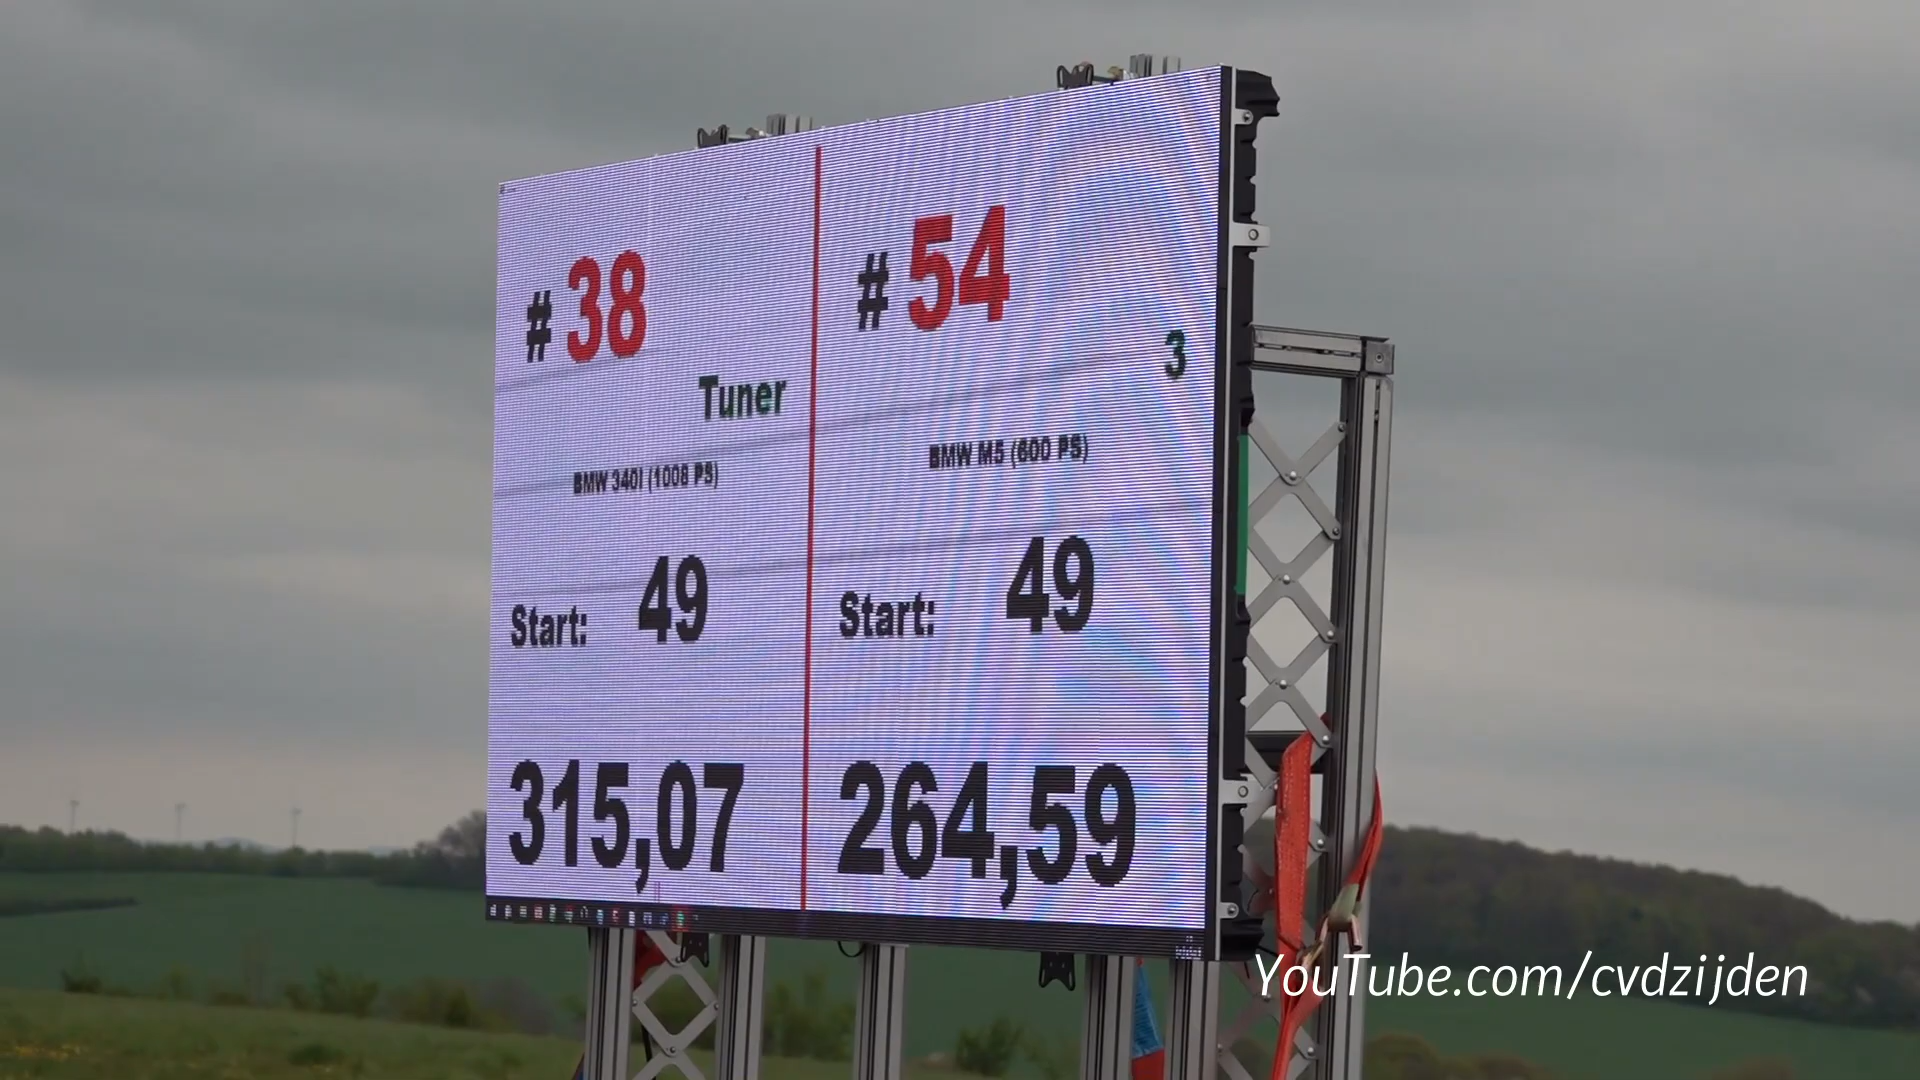 # 38
Tuner
BMW 340I (1008 PS)
Start: 49
315,07
# 54
3
BMW M5 (600 PS)
Start: 49
264,59
YouTube.com/cvdzijden